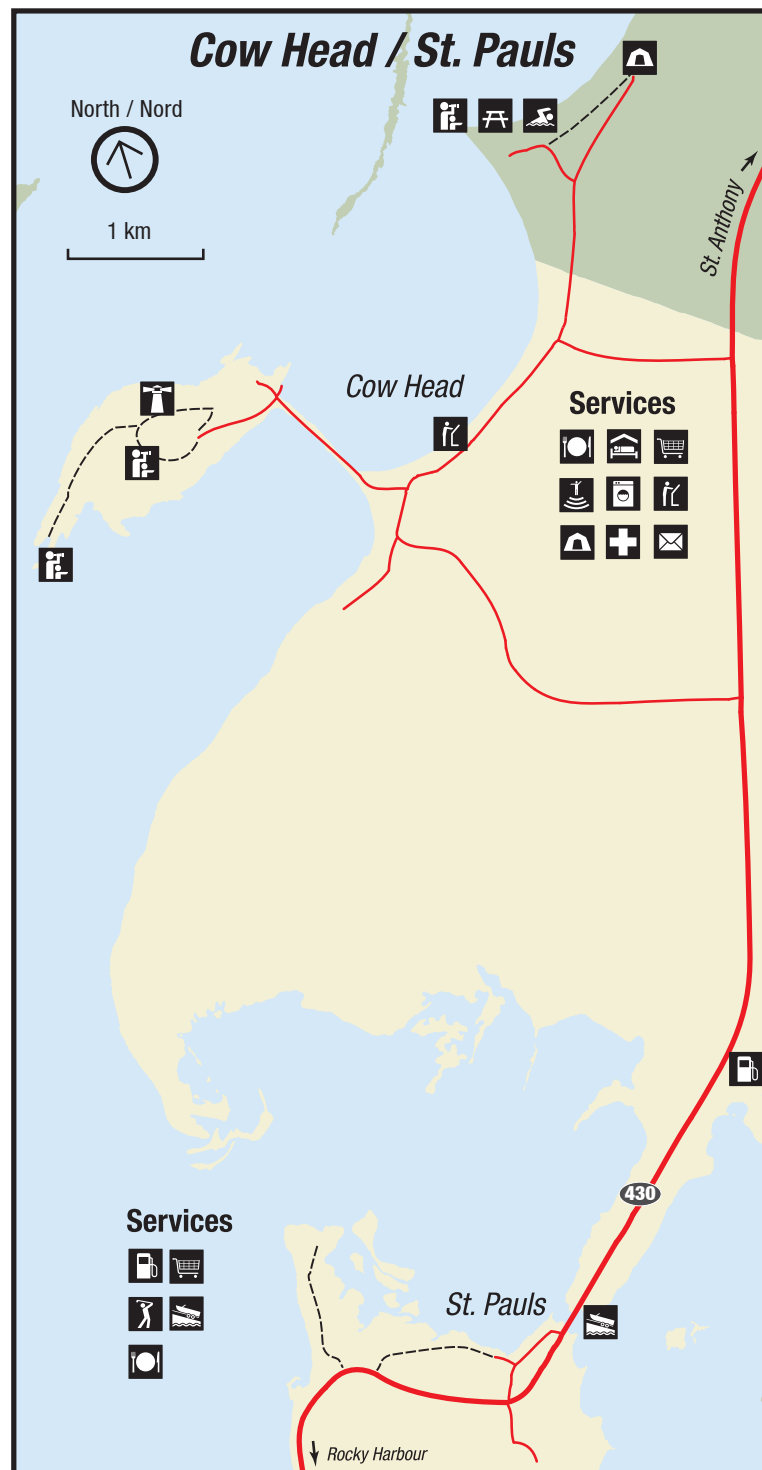 Cow Head / St. Pauls
North / Nord
1 km
St. Anthony
Cow Head
Services
430
Services
St. Pauls
Rocky Harbour